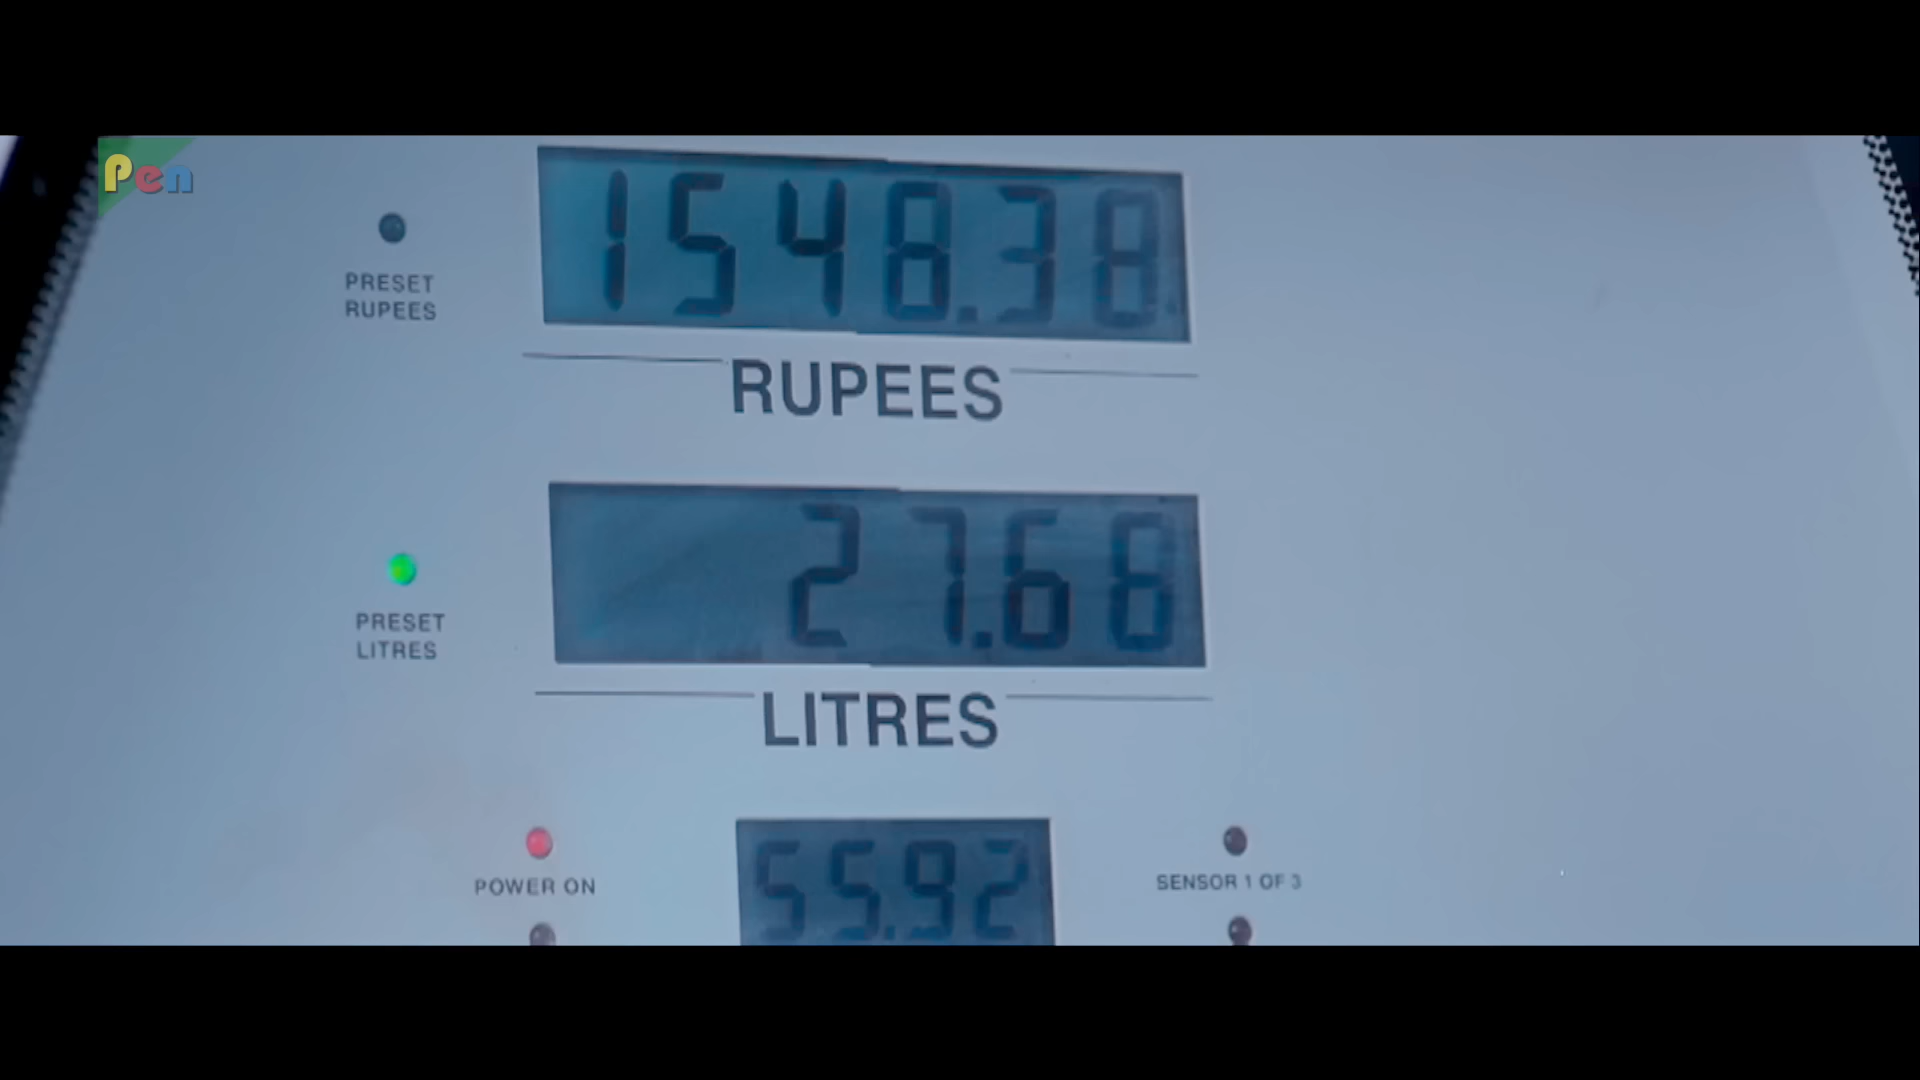 Pen
1548.38
PRESET
RUPEES
RUPEES
27.68
PRESET
LITRES
LITRES
55.92
POWER ON
SENSOR 1 OF 3